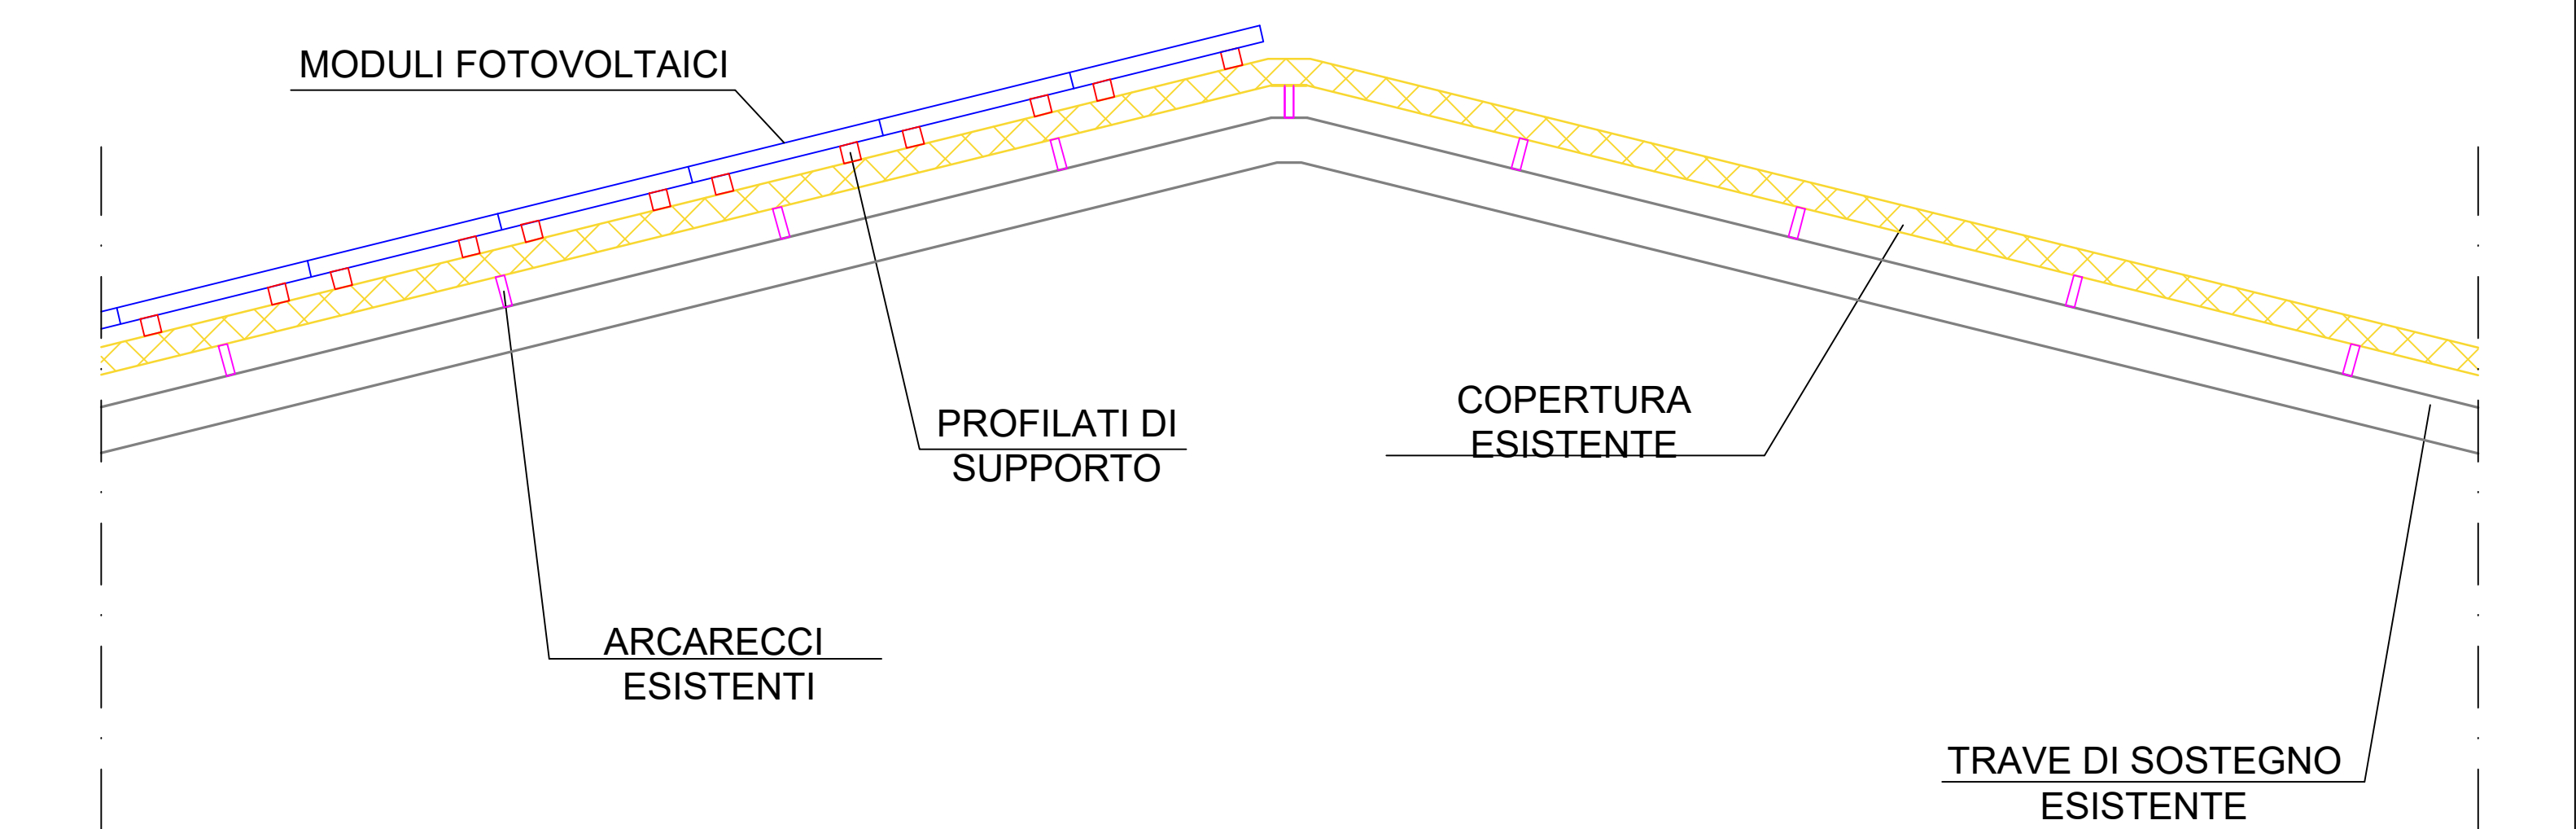 MODULI FOTOVOLTAICI
PROFILATI DI
SUPPORTO
COPERTURA
ESISTENTE
ARCARECCI
ESISTENTI
TRAVE DI SOSTEGNO
ESISTENTE